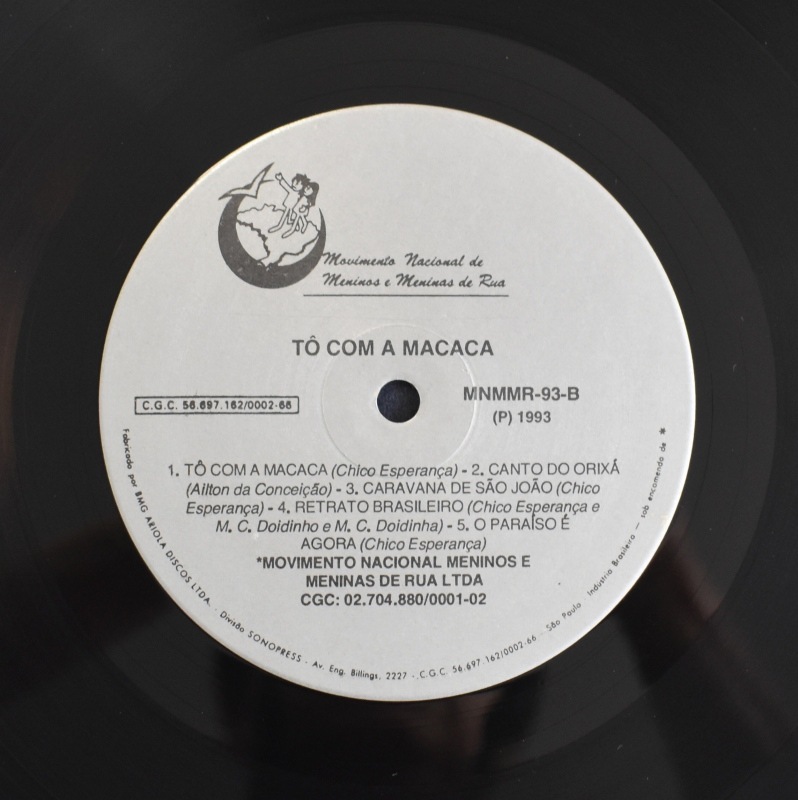 Movimento Nacional de
Meninos e Meninas de Rua
TÔ COM A MACACA
C.G.C. 56.697.162/0002-66
MNMMR-93-B
(P) 1993
1. TÔ COM A MACACA (Chico Esperança) - 2. CANTO DO ORIXÁ
(Ailton da Conceição) - 3. CARAVANA DE SÃO JOÃO (Chico
Esperança) - 4. RETRATO BRASILEIRO (Chico Esperança e
M. C. Doidinho e M. C. Doidinha) - 5. O PARAÍSO É
AGORA (Chico Esperança)
*MOVIMENTO NACIONAL MENINOS E
MENINAS DE RUA LTDA
CGC: 02.704.880/0001-02
Fabricado por BMG ARIOLA DISCOS LTDA. - Divisão SONOPRESS - Av. Eng. Billings, 2227 - C.G.C. 56.697.162/0002-66 - São Paulo - Indústria Brasileira — sob encomenda de *